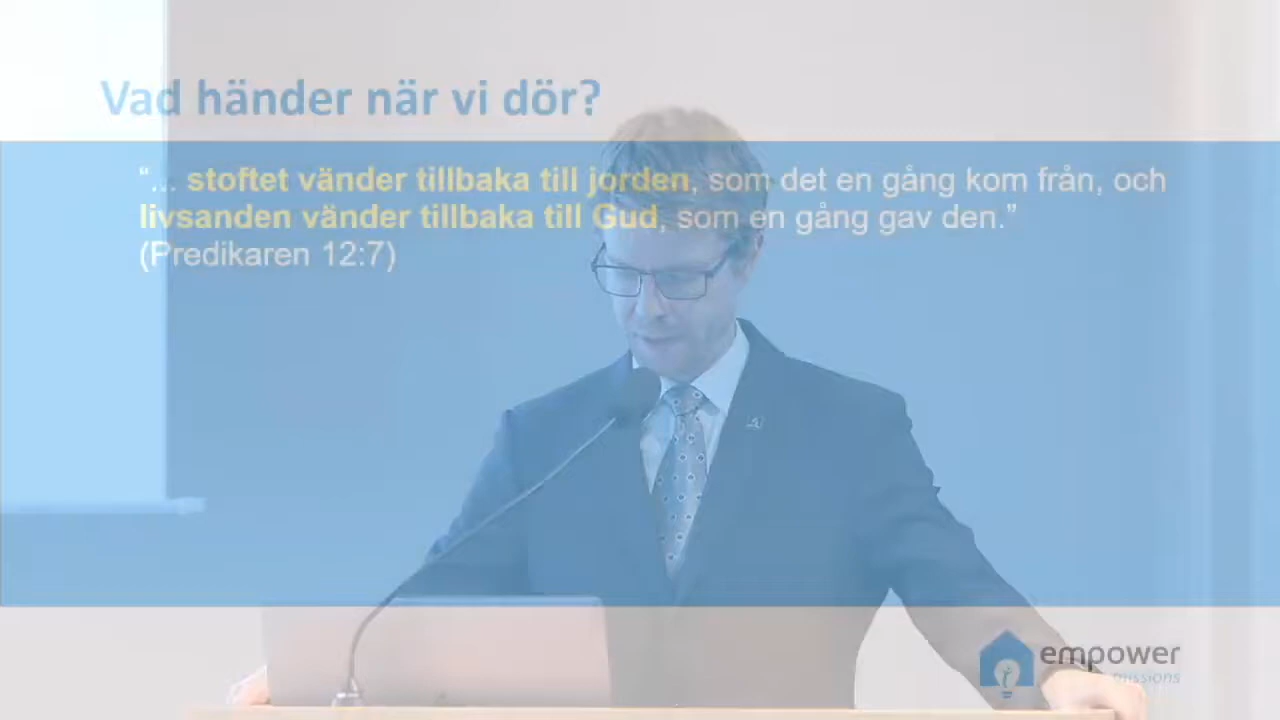 Vad händer när vi dör?
“... stoftet vänder tillbaka till jorden, som det en gång kom från, och
livsanden vänder tillbaka till Gud, som en gång gav den.”
(Predikaren 12:7)
empower
missions